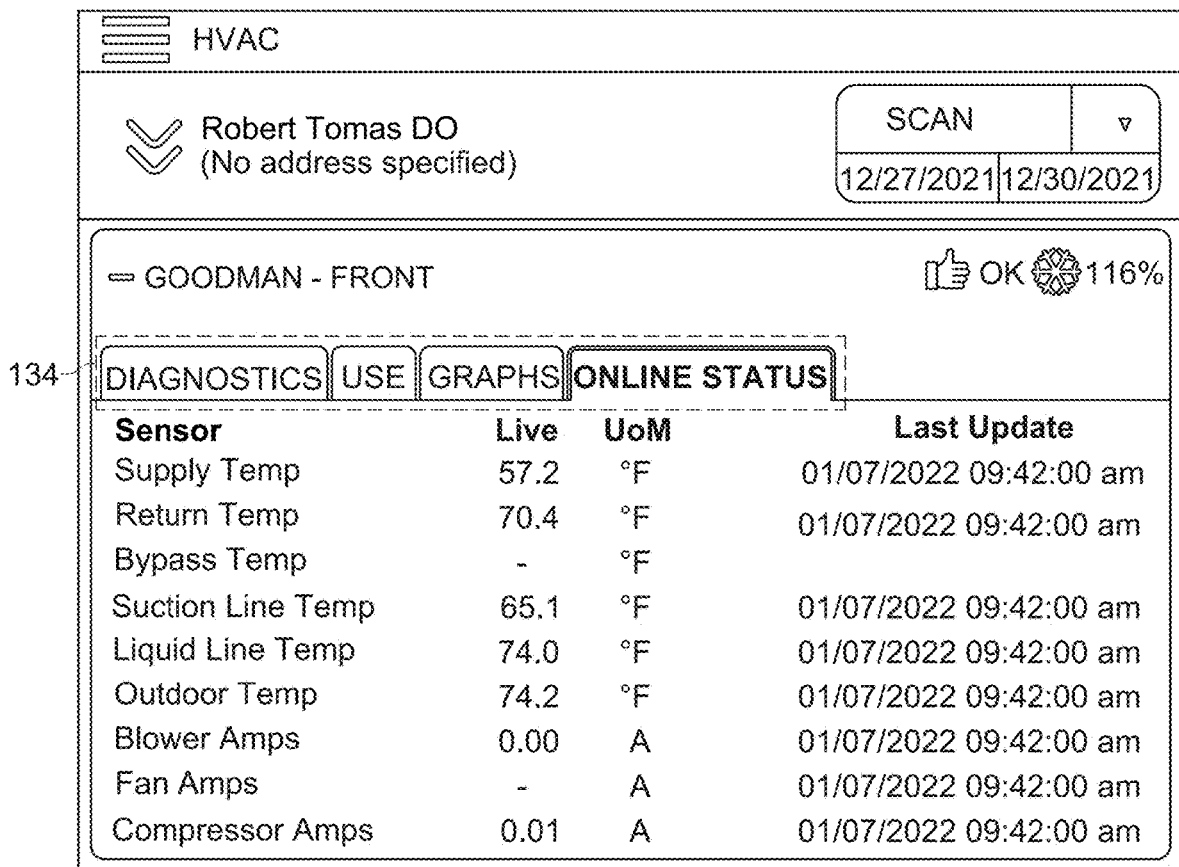 HVAC
Robert Tomas DO
(No address specified)
SCAN
12/27/2021 12/30/2021
GOODMAN - FRONT
OK 116%
134
DIAGNOSTICS USE GRAPHS ONLINE STATUS
Sensor Live UoM Last Update
Supply Temp 57.2 °F 01/07/2022 09:42:00 am
Return Temp 70.4 °F 01/07/2022 09:42:00 am
Bypass Temp - °F
Suction Line Temp 65.1 °F 01/07/2022 09:42:00 am
Liquid Line Temp 74.0 °F 01/07/2022 09:42:00 am
Outdoor Temp 74.2 °F 01/07/2022 09:42:00 am
Blower Amps 0.00 A 01/07/2022 09:42:00 am
Fan Amps - A 01/07/2022 09:42:00 am
Compressor Amps 0.01 A 01/07/2022 09:42:00 am